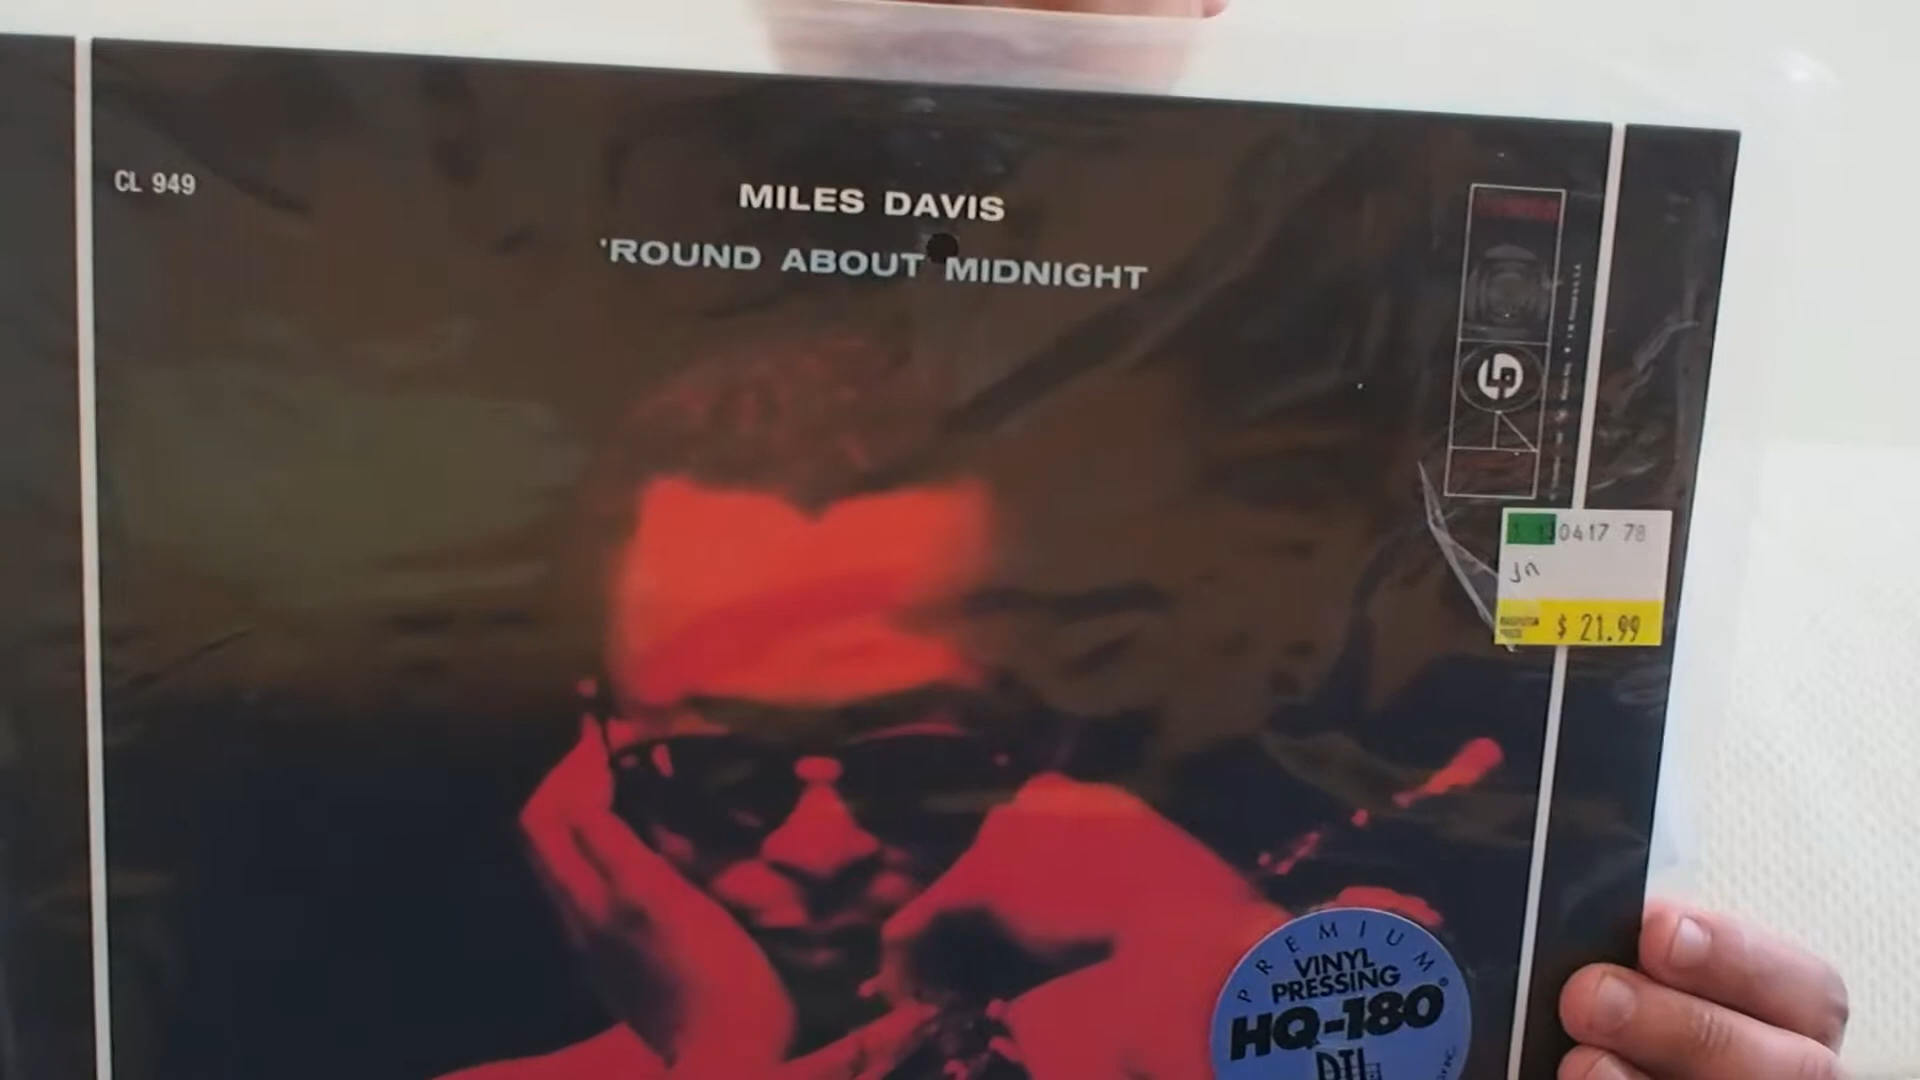 CL 949
MILES DAVIS
'ROUND ABOUT MIDNIGHT
0417 78
$ 21.99
PREMIUM
VINYL
PRESSING
HQ-180®